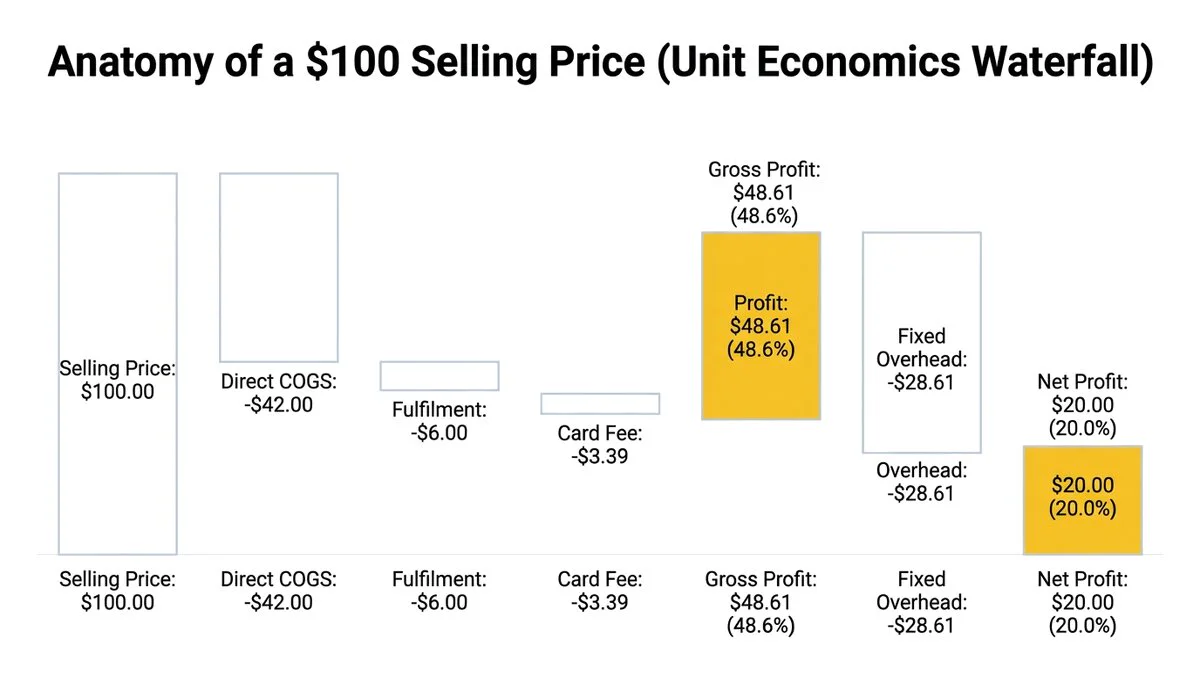 Anatomy of a $100 Selling Price (Unit Economics Waterfall)
Selling Price:
$100.00
Direct COGS:
-$42.00
Fulfilment:
-$6.00
Card Fee:
-$3.39
Gross Profit:
$48.61
(48.6%)
Profit:
$48.61
(48.6%)
Fixed
Overhead:
-$28.61
Overhead:
-$28.61
Net Profit:
$20.00
(20.0%)
$20.00
(20.0%)
Selling Price:
$100.00
Direct COGS:
-$42.00
Fulfilment:
-$6.00
Card Fee:
-$3.39
Gross Profit:
$48.61
(48.6%)
Fixed
Overhead:
-$28.61
Net Profit:
$20.00
(20.0%)